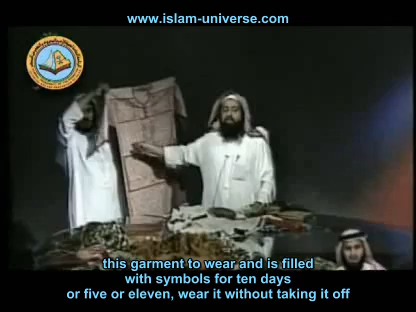 www.islam-universe.com
this garment to wear and is filled
with symbols for ten days
or five or eleven, wear it without taking it off